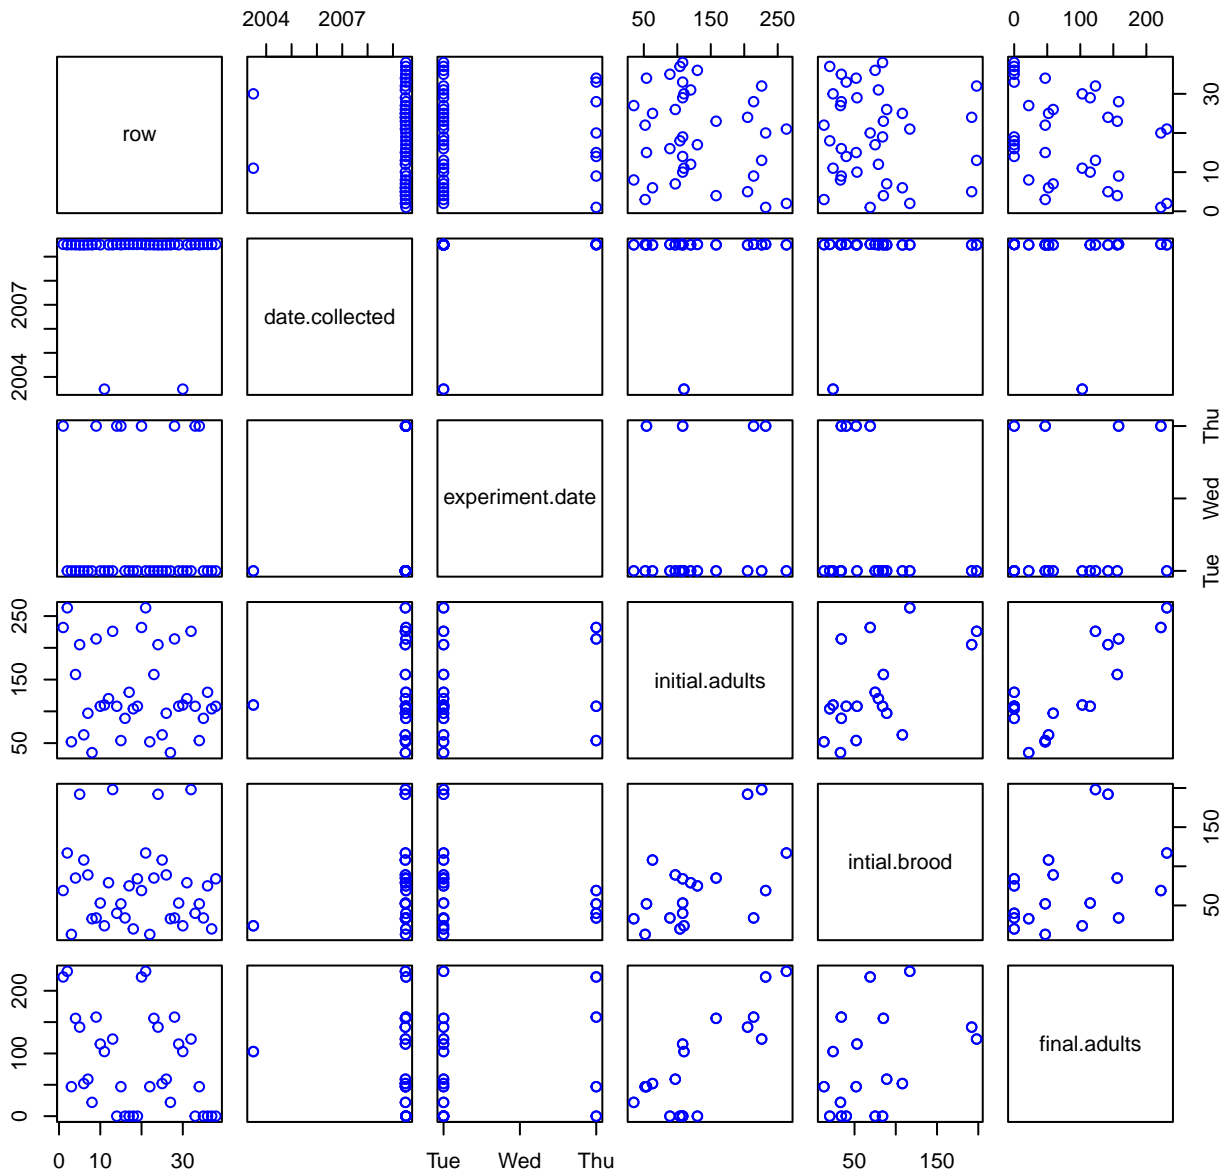 2004 2007 50 150 250 0 100 200
row 0 10 30
2004 2007 date.collected
experiment.date Tue Wed Thu
50 150 250 initial.adults
intial.brood 50 150
0 100 200 final.adults
0 10 30 Tue Wed Thu 50 150